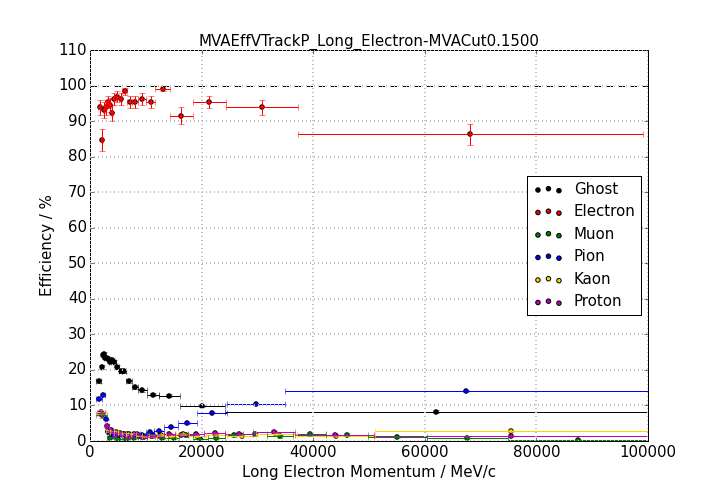 MVAEffVTrackP_Long_Electron-MVACut0.1500
110
100
90
80
70
60
50
40
30
20
10
0
Efficiency / %
Ghost
Electron
Muon
Pion
Kaon
Proton
0 20000 40000 60000 80000 100000
Long Electron Momentum / MeV/c